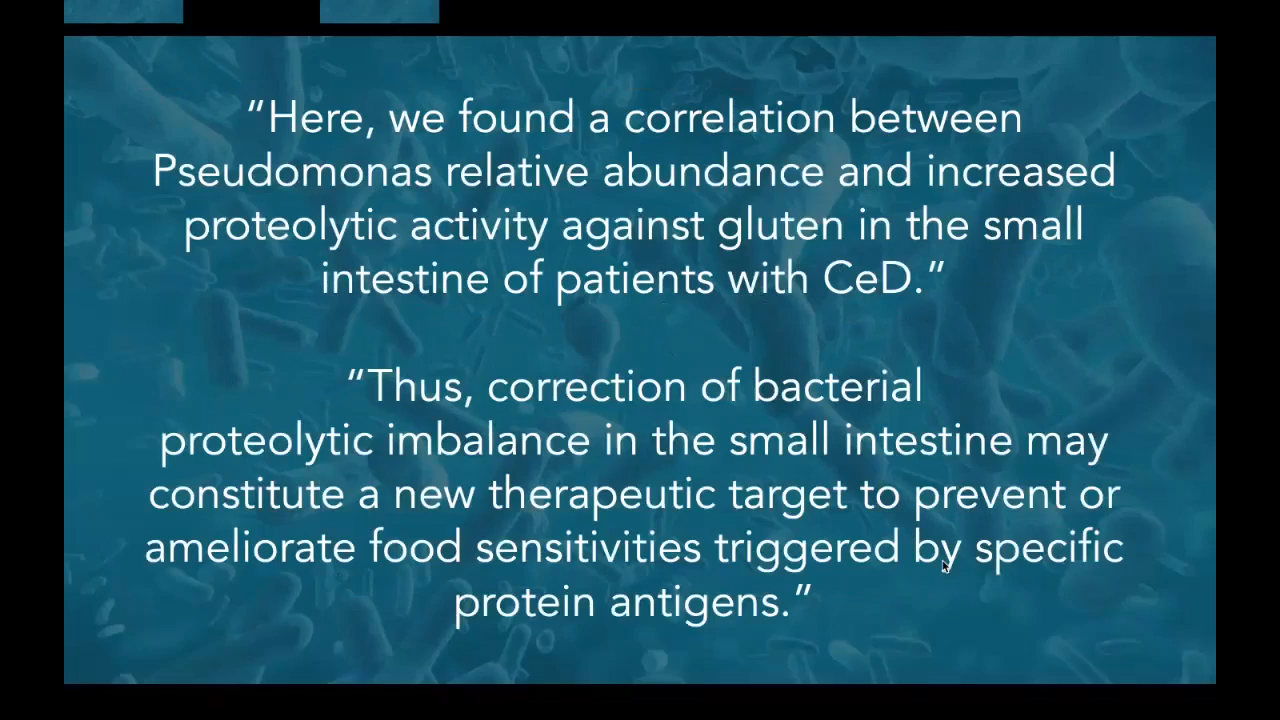 “Here, we found a correlation between
Pseudomonas relative abundance and increased
proteolytic activity against gluten in the small
intestine of patients with CeD.”
“Thus, correction of bacterial
proteolytic imbalance in the small intestine may
constitute a new therapeutic target to prevent or
ameliorate food sensitivities triggered by specific
protein antigens.”